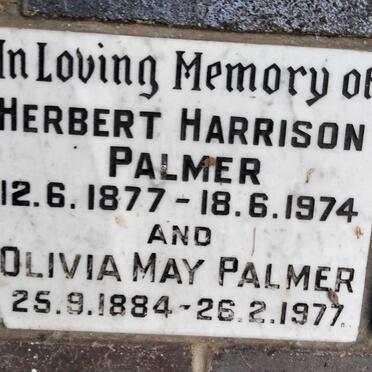 In Loving Memory of
HERBERT HARRISON
PALMER
12.6.1877 - 18.6.1974
AND
OLIVIA MAY PALMER
25.9.1884 - 26.2.1977.